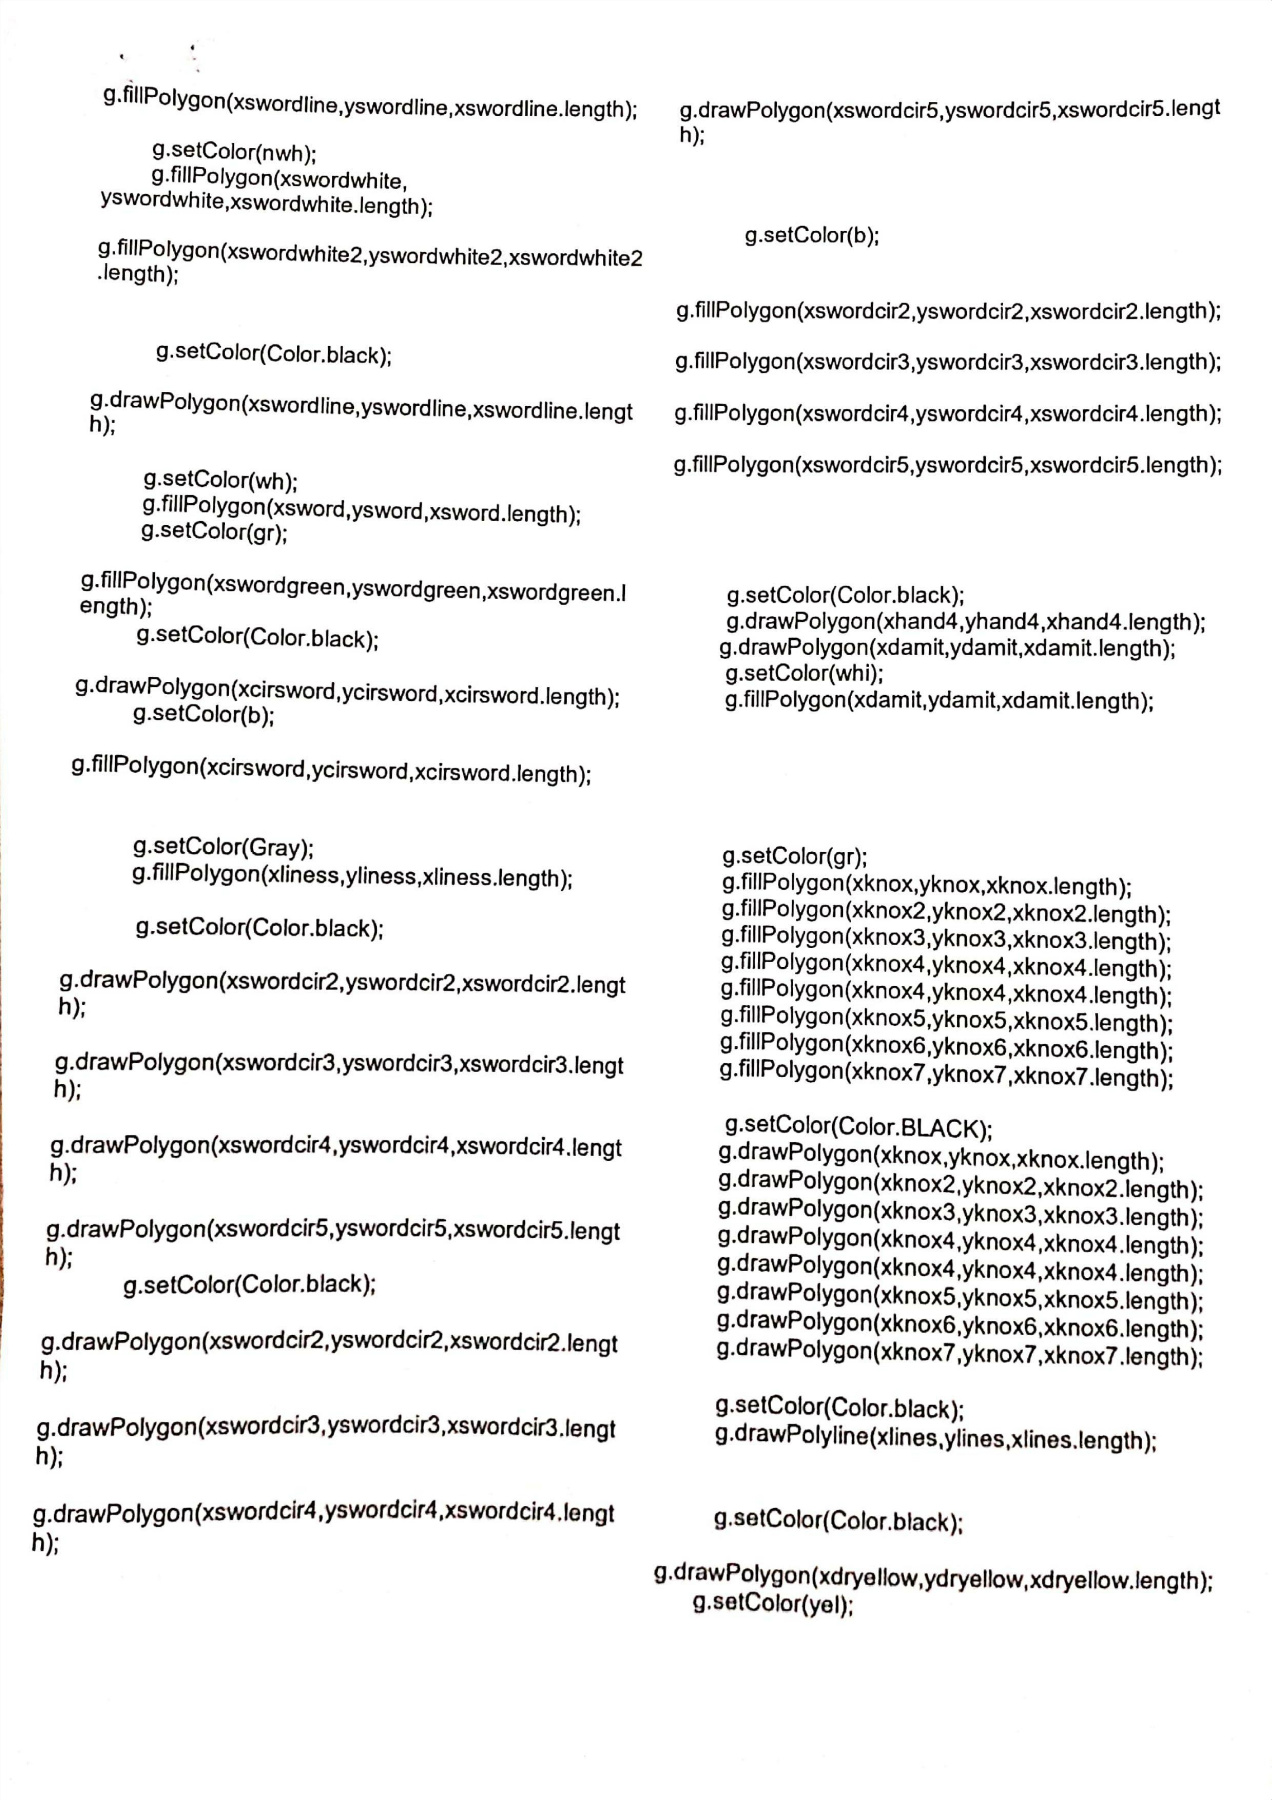 g.fillPolygon(xswordline,yswordline,xswordline.length);
g.setColor(nwh);
g.fillPolygon(xswordwhite,
yswordwhite,xswordwhite.length);
g.fillPolygon(xswordwhite2,yswordwhite2,xswordwhite2
.length);
g.setColor(Color.black);
g.drawPolygon(xswordline,yswordline,xswordline.lengt
h);
g.setColor(wh);
g.fillPolygon(xsword,ysword,xsword.length);
g.setColor(gr);
g.fillPolygon(xswordgreen,yswordgreen,xswordgreen.l
ength);
g.setColor(Color.black);
g.drawPolygon(xcirsword,ycirsword,xcirsword.length);
g.setColor(b);
g.fillPolygon(xcirsword,ycirsword,xcirsword.length);
g.setColor(Gray);
g.fillPolygon(xliness,yliness,xliness.length);
g.setColor(Color.black);
g.drawPolygon(xswordcir2,yswordcir2,xswordcir2.lengt
h);
g.drawPolygon(xswordcir3,yswordcir3,xswordcir3.lengt
h);
g.drawPolygon(xswordcir4,yswordcir4,xswordcir4.lengt
h);
g.drawPolygon(xswordcir5,yswordcir5,xswordcir5.lengt
h);
g.setColor(Color.black);
g.drawPolygon(xswordcir2,yswordcir2,xswordcir2.lengt
h);
g.drawPolygon(xswordcir3,yswordcir3,xswordcir3.lengt
h);
g.drawPolygon(xswordcir4,yswordcir4,xswordcir4.lengt
h);
g.drawPolygon(xswordcir5,yswordcir5,xswordcir5.lengt
h);
g.setColor(b);
g.fillPolygon(xswordcir2,yswordcir2,xswordcir2.length);
g.fillPolygon(xswordcir3,yswordcir3,xswordcir3.length);
g.fillPolygon(xswordcir4,yswordcir4,xswordcir4.length);
g.fillPolygon(xswordcir5,yswordcir5,xswordcir5.length);
g.setColor(Color.black);
g.drawPolygon(xhand4,yhand4,xhand4.length);
g.drawPolygon(xdamit,ydamit,xdamit.length);
g.setColor(whi);
g.fillPolygon(xdamit,ydamit,xdamit.length);
g.setColor(gr);
g.fillPolygon(xknox,yknox,xknox.length);
g.fillPolygon(xknox2,yknox2,xknox2.length);
g.fillPolygon(xknox3,yknox3,xknox3.length);
g.fillPolygon(xknox4,yknox4,xknox4.length);
g.fillPolygon(xknox4,yknox4,xknox4.length);
g.fillPolygon(xknox5,yknox5,xknox5.length);
g.fillPolygon(xknox6,yknox6,xknox6.length);
g.fillPolygon(xknox7,yknox7,xknox7.length);
g.setColor(Color.BLACK);
g.drawPolygon(xknox,yknox,xknox.length);
g.drawPolygon(xknox2,yknox2,xknox2.length);
g.drawPolygon(xknox3,yknox3,xknox3.length);
g.drawPolygon(xknox4,yknox4,xknox4.length);
g.drawPolygon(xknox4,yknox4,xknox4.length);
g.drawPolygon(xknox5,yknox5,xknox5.length);
g.drawPolygon(xknox6,yknox6,xknox6.length);
g.drawPolygon(xknox7,yknox7,xknox7.length);
g.setColor(Color.black);
g.drawPolyline(xlines,ylines,xlines.length);
g.setColor(Color.black);
g.drawPolygon(xdryellow,ydryellow,xdryellow.length);
g.setColor(yel);